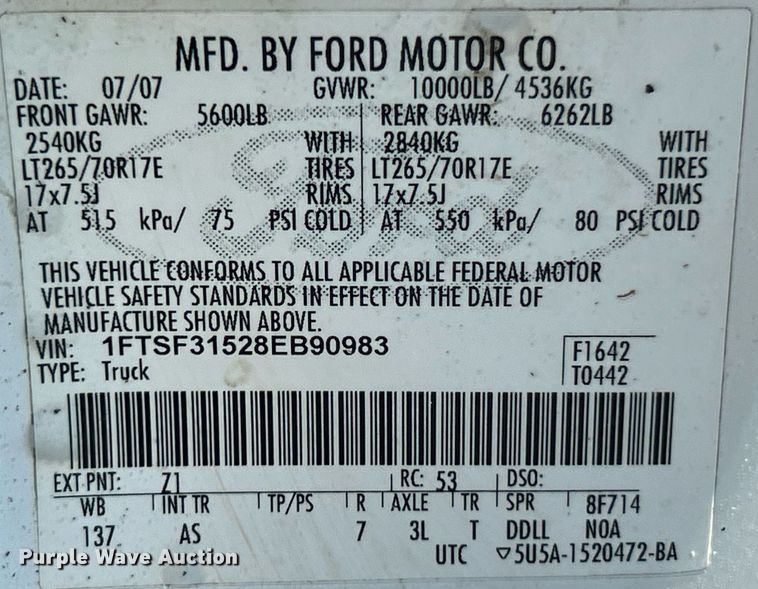 MFD. BY FORD MOTOR CO.
DATE: 07/07 GVWR: 10000LB/ 4536KG
FRONT GAWR: 5600LB REAR GAWR: 6262LB
2540KG WITH 2840KG WITH
LT265/70R17E TIRES LT265/70R17E TIRES
17x7.5J RIMS 17x7.5J RIMS
AT 515 kPa/ 75 PSI COLD AT 550 kPa/ 80 PSI COLD
Ford
THIS VEHICLE CONFORMS TO ALL APPLICABLE FEDERAL MOTOR
VEHICLE SAFETY STANDARDS IN EFFECT ON THE DATE OF
MANUFACTURE SHOWN ABOVE.
VIN: 1FTSF31528EB90983 F1642
TYPE: Truck T0442
EXT PNT: Z1 RC: 53 DSO:
WB INT TR TP/PS R AXLE TR SPR 8F714
137 AS 7 3L T DDLL N0A
UTC ▽5U5A-1520472-BA
Purple Wave Auction